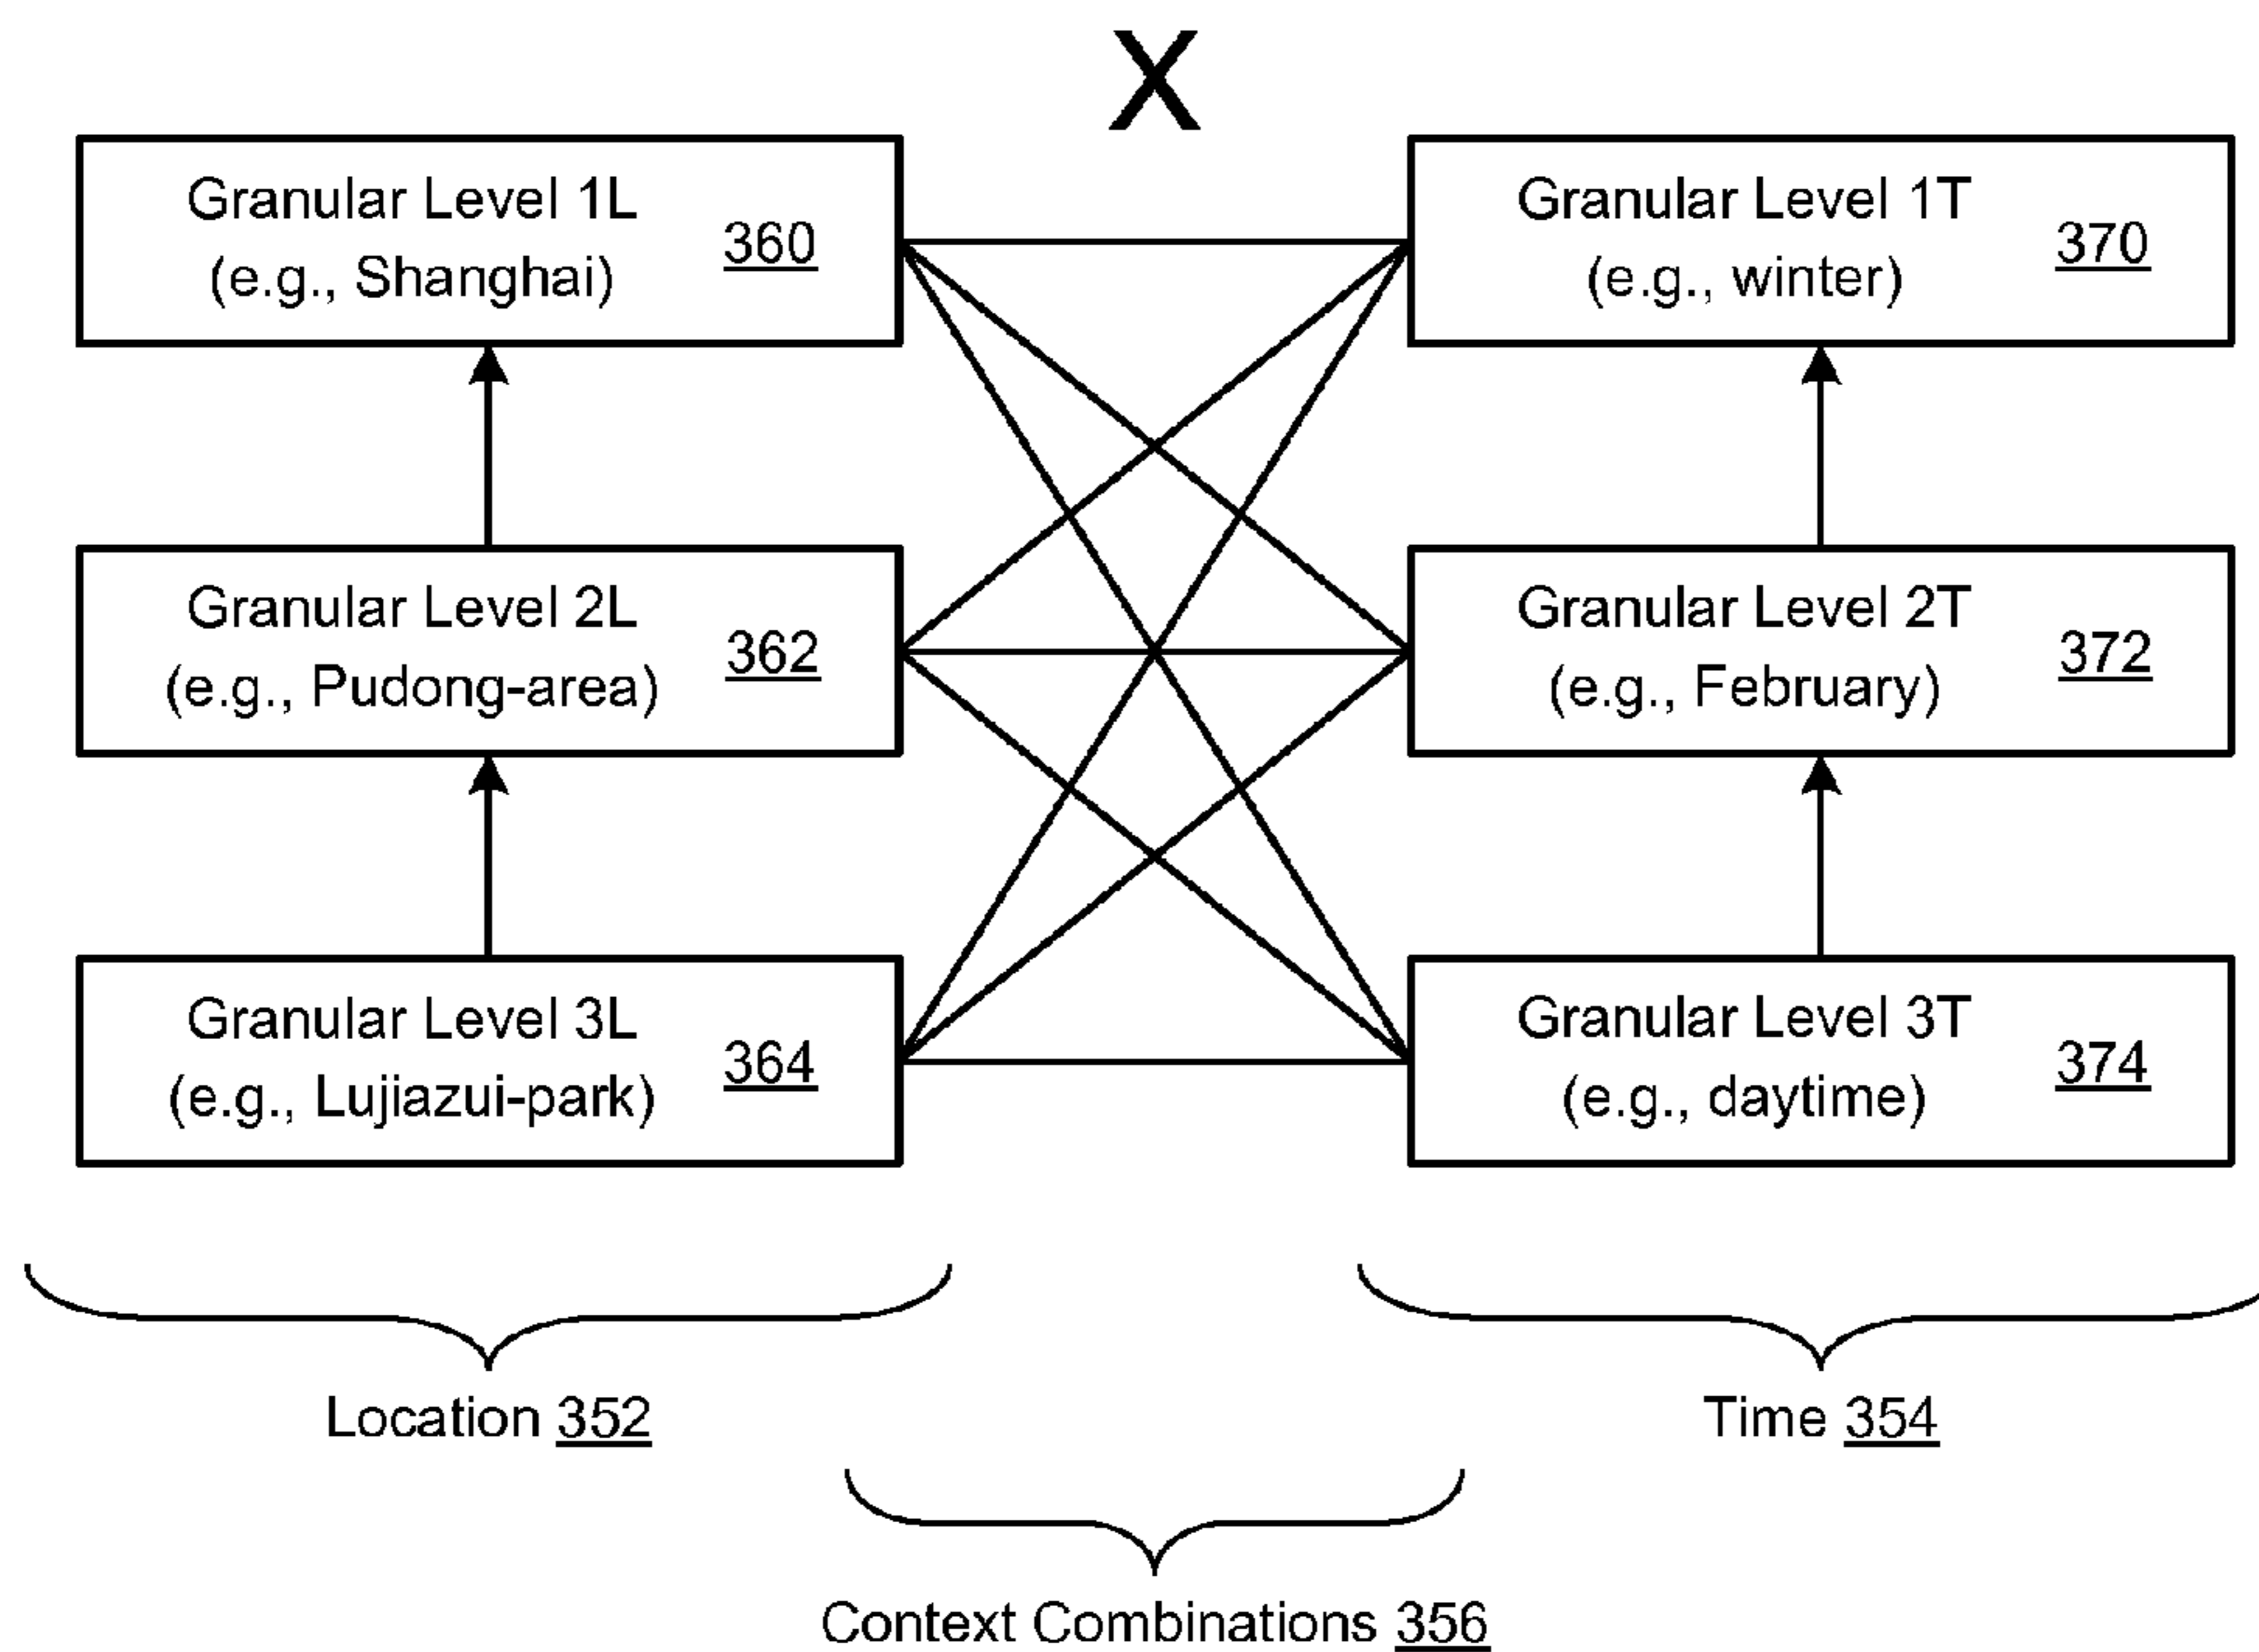 X
Granular Level 1L
(e.g., Shanghai)
360
Granular Level 1T
(e.g., winter)
370
Granular Level 2L
(e.g., Pudong-area)
362
Granular Level 2T
(e.g., February)
372
Granular Level 3L
(e.g., Lujiazui-park)
364
Granular Level 3T
(e.g., daytime)
374
Location 352
Time 354
Context Combinations 356